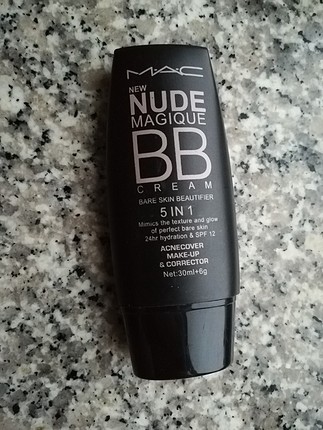 M·A·C
NEW
NUDE
MAGIQUE
BB
CREAM
BARE SKIN BEAUTIFIER
5 IN 1
Mimics the texture and glow
of perfect bare skin
24hr hydration & SPF 12
ACNECOVER
MAKE-UP
& CORRECTOR
Net:30ml+6g